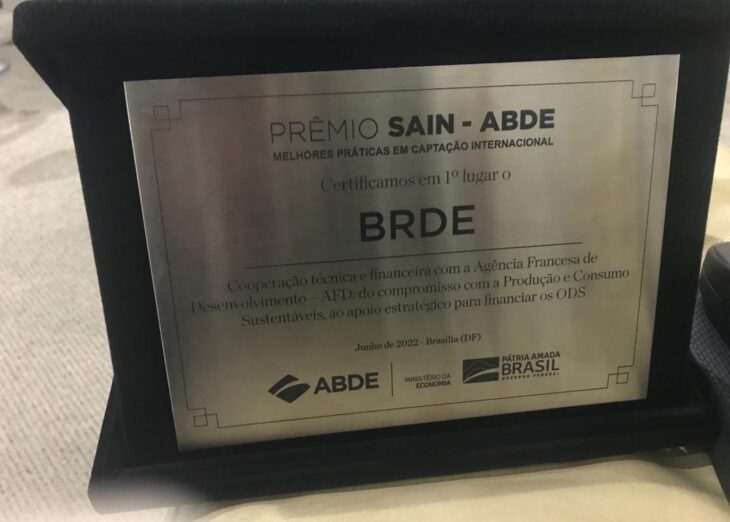 PRÊMIO SAIN - ABDE
MELHORES PRÁTICAS EM CAPTAÇÃO INTERNACIONAL
Certificamos em 1º lugar o
BRDE
Cooperação técnica e financeira com a Agência Francesa de
Desenvolvimento – AFD: do compromisso com a Produção e Consumo
Sustentáveis, ao apoio estratégico para financiar os ODS
Junho de 2022 - Brasília (DF)
ABDE
MINISTÉRIO DA
ECONOMIA
PÁTRIA AMADA
BRASIL
GOVERNO FEDERAL